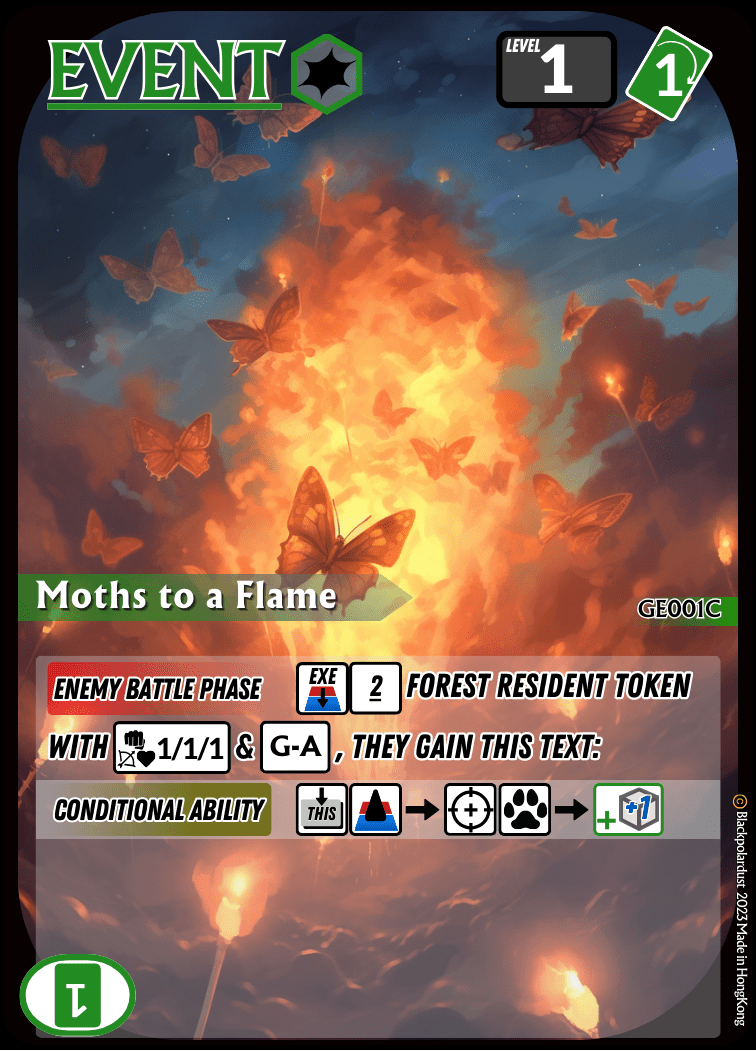 EVENT
LEVEL 1
1
Moths to a Flame
GE001C
ENEMY BATTLE PHASE EXE 2 FOREST RESIDENT TOKEN
WITH 1/1/1 & G-A , THEY GAIN THIS TEXT:
CONDITIONAL ABILITY THIS + +1
1
© Blackpolardust 2023 Made in HongKong